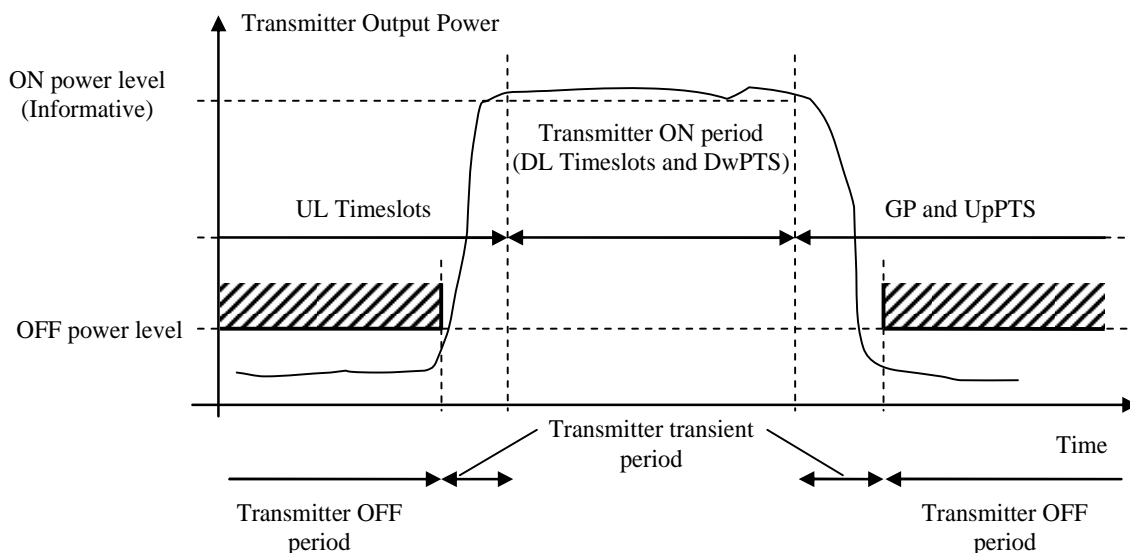 Transmitter Output Power
ON power level
(Informative)
Transmitter ON period
(DL Timeslots and DwPTS)
UL Timeslots
GP and UpPTS
OFF power level
Transmitter transient
period
Time
Transmitter OFF
period
Transmitter OFF
period